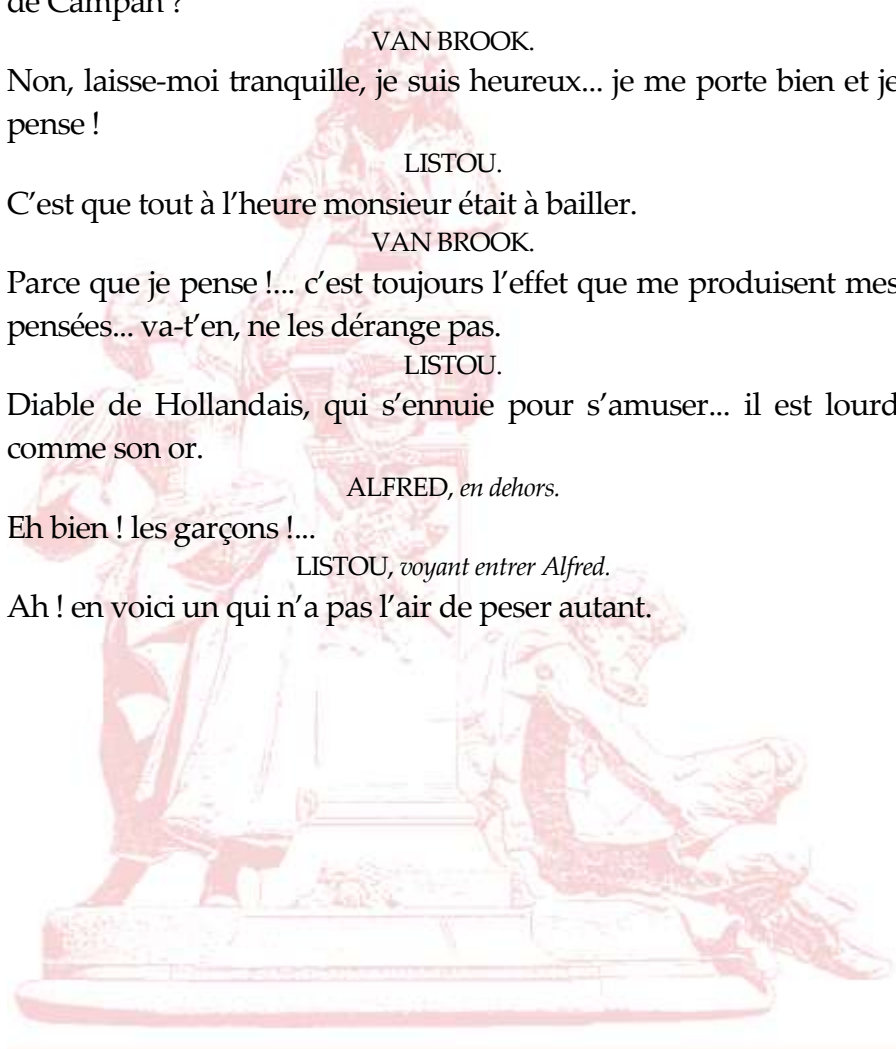 de Campan ?
VAN BROOK.
Non, laisse-moi tranquille, je suis heureux... je me porte bien et je
pense !
LISTOU.
C’est que tout à l’heure monsieur était à bailler.
VAN BROOK.
Parce que je pense !... c’est toujours l’effet que me produisent mes
pensées... va-t’en, ne les dérange pas.
LISTOU.
Diable de Hollandais, qui s’ennuie pour s’amuser... il est lourd
comme son or.
ALFRED, en dehors.
Eh bien ! les garçons !...
LISTOU, voyant entrer Alfred.
Ah ! en voici un qui n’a pas l’air de peser autant.